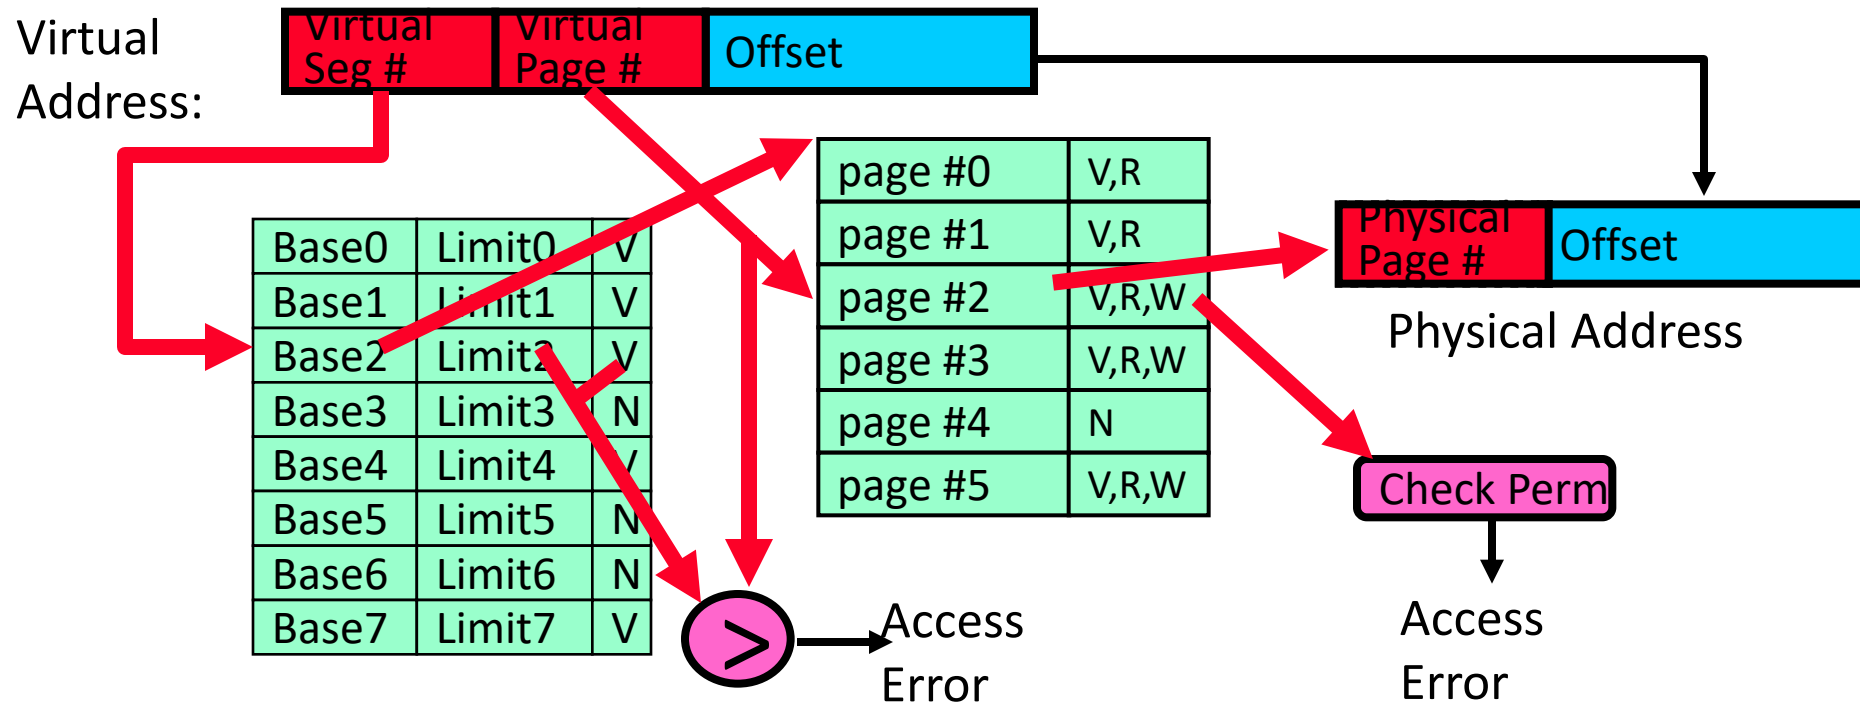 Virtual
Address:
Virtual
Seg #
Virtual
Page #
Offset
Base0 Limit0 V
Base1 Limit1 V
Base2 Limit2 V
Base3 Limit3 N
Base4 Limit4 V
Base5 Limit5 N
Base6 Limit6 N
Base7 Limit7 V
page #0 V,R
page #1 V,R
page #2 V,R,W
page #3 V,R,W
page #4 N
page #5 V,R,W
Physical
Page #
Offset
Physical Address
Check Perm
>
Access
Error
Access
Error